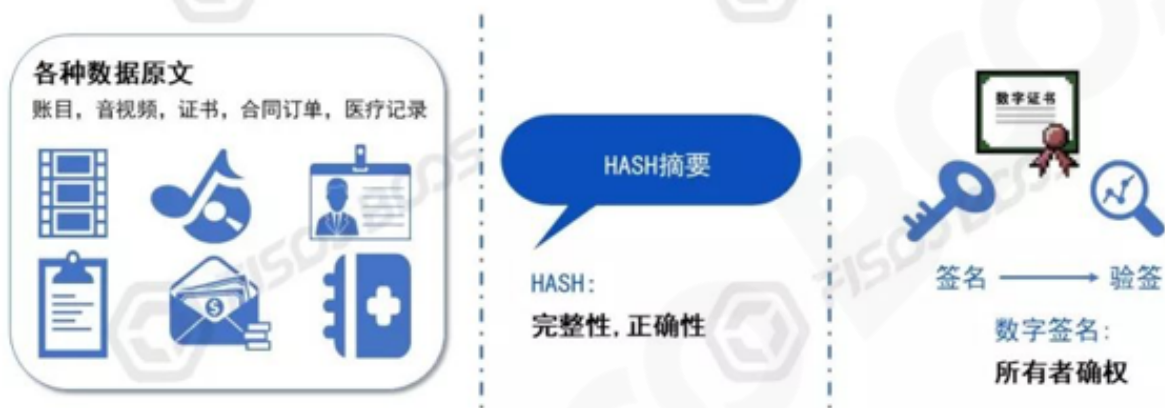 各种数据原文
账目，音视频，证书，合同订单，医疗记录
HASH摘要
HASH:
完整性,正确性
数字证书
签名
验签
数字签名:
所有者确权
FISCO BCOS